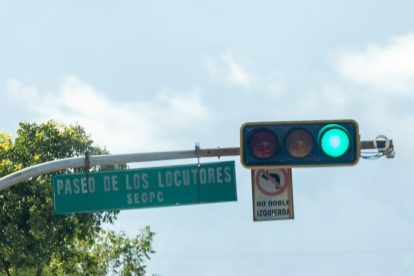 PASEO DE LOS LOCUTORES
SEOPC
NO DOBLE
IZQUIERDA